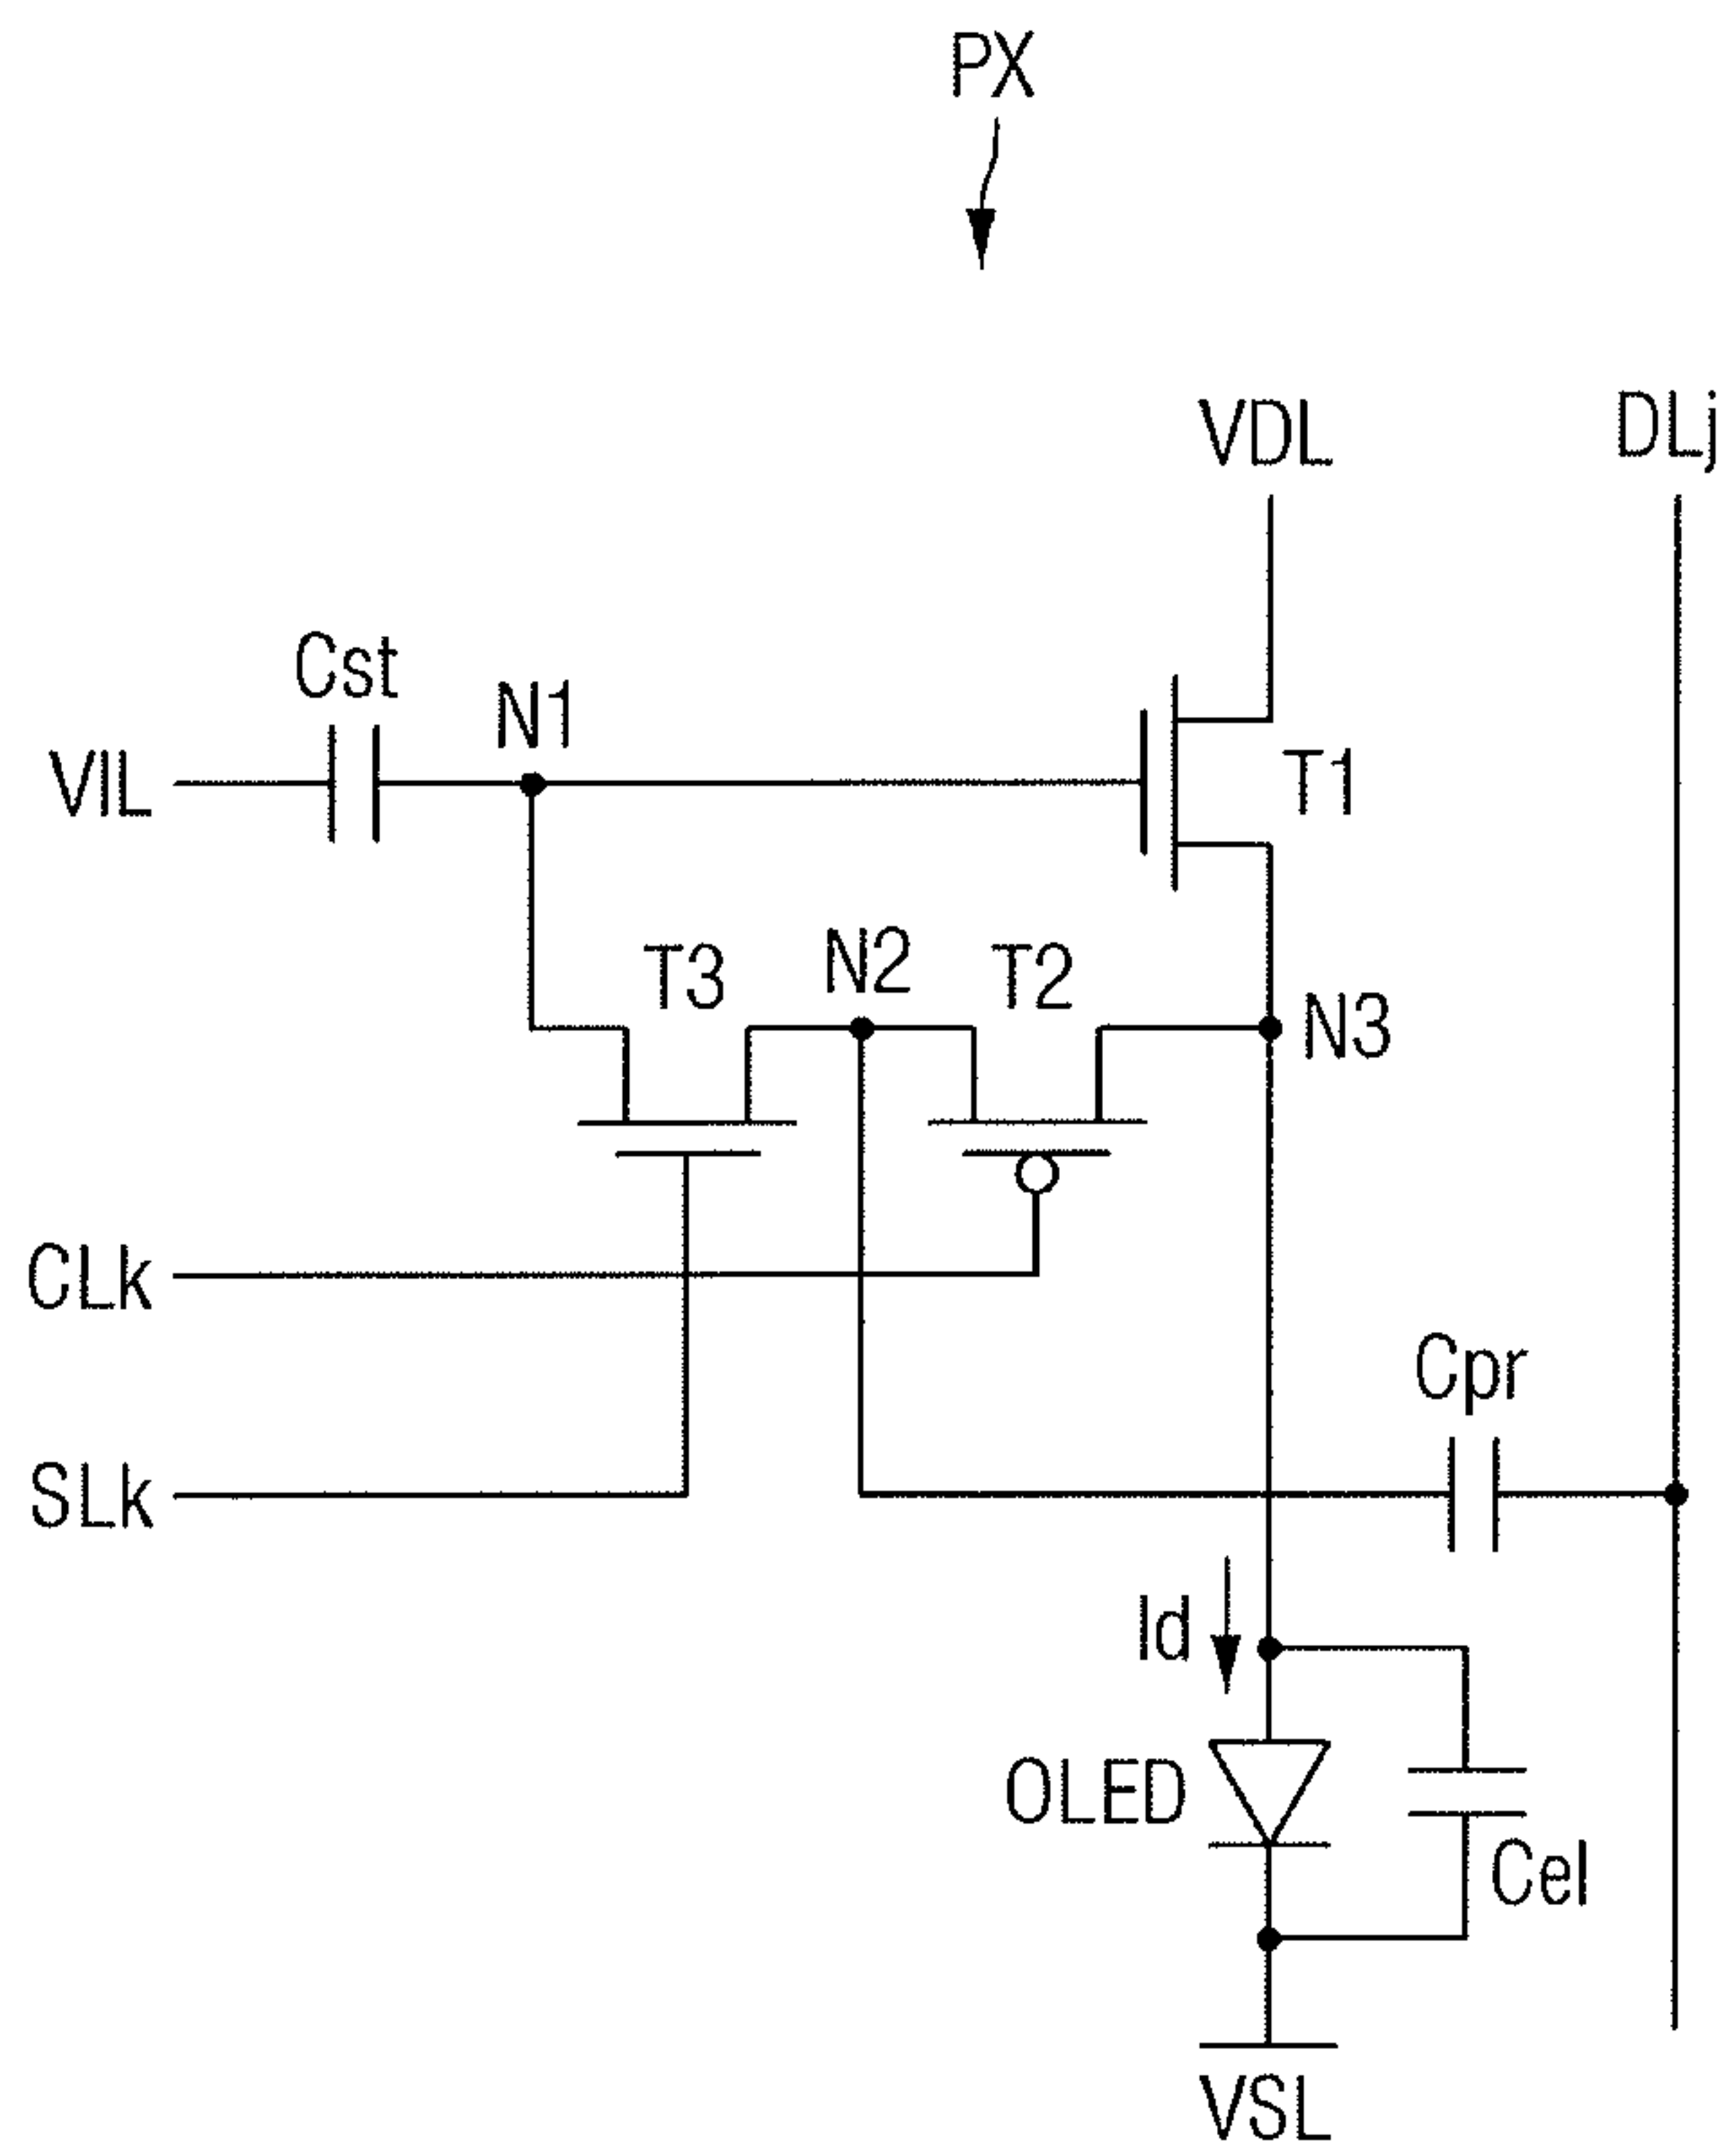 PX
VDL
DLj
Cst
N1
VIL
T1
T3
N2
T2
N3
CLk
Cpr
SLk
Id
OLED
Cel
VSL